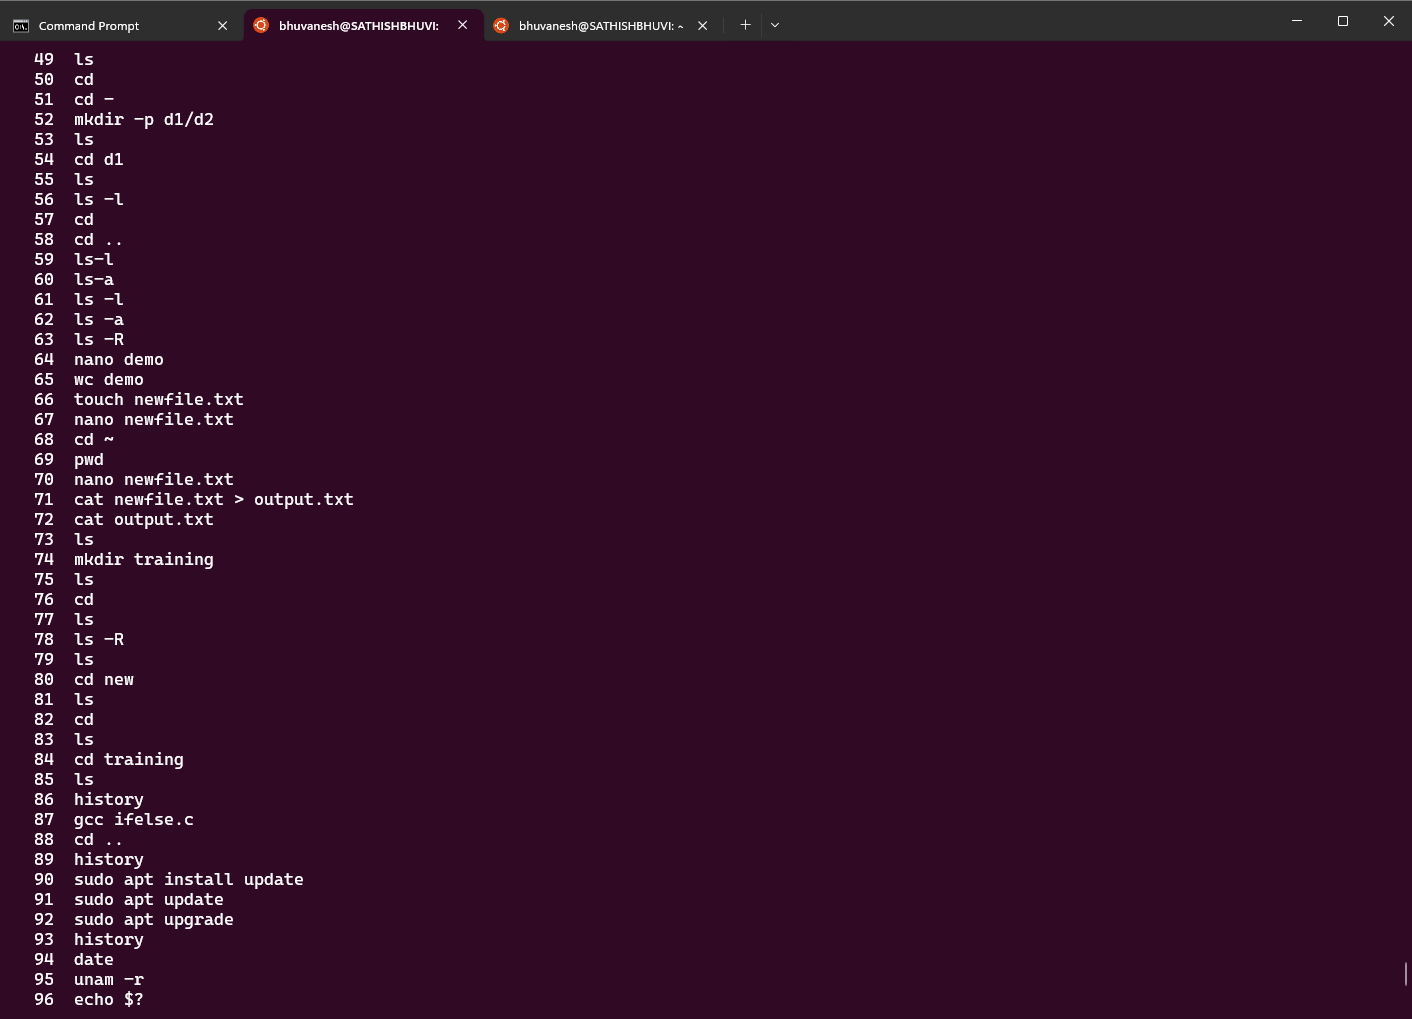 Command Prompt
bhuvanesh@SATHISHBHUVI:
bhuvanesh@SATHISHBHUVI: ~
49 ls
50 cd
51 cd -
52 mkdir -p d1/d2
53 ls
54 cd d1
55 ls
56 ls -l
57 cd
58 cd ..
59 ls-l
60 ls-a
61 ls -l
62 ls -a
63 ls -R
64 nano demo
65 wc demo
66 touch newfile.txt
67 nano newfile.txt
68 cd ~
69 pwd
70 nano newfile.txt
71 cat newfile.txt > output.txt
72 cat output.txt
73 ls
74 mkdir training
75 ls
76 cd
77 ls
78 ls -R
79 ls
80 cd new
81 ls
82 cd
83 ls
84 cd training
85 ls
86 history
87 gcc ifelse.c
88 cd ..
89 history
90 sudo apt install update
91 sudo apt update
92 sudo apt upgrade
93 history
94 date
95 unam -r
96 echo $?